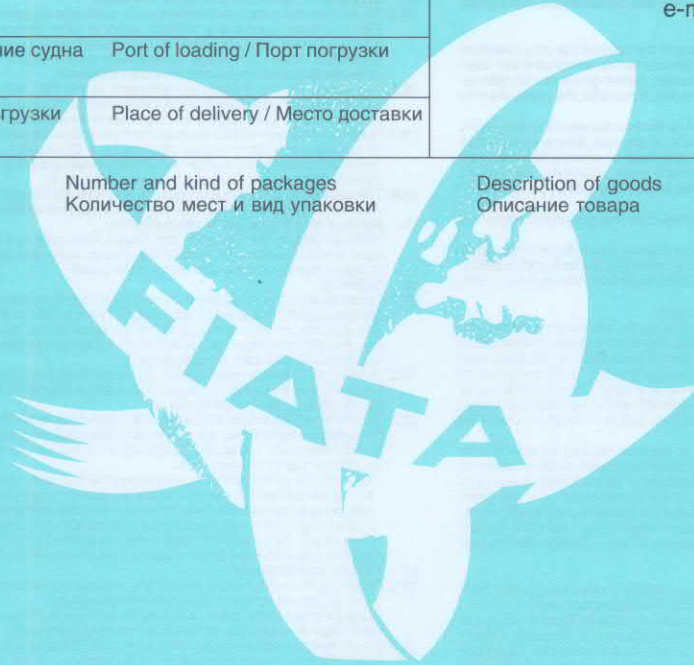 e-m
ние судна Port of loading / Порт погрузки
грузки Place of delivery / Место доставки
Number and kind of packages Description of goods
Количество мест и вид упаковки Описание товара
FIATA